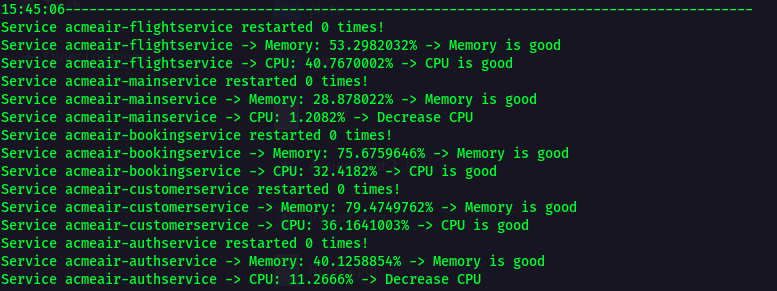 15:45:06--------------------------------------------------------------------------------------
Service acmeair-flightservice restarted 0 times!
Service acmeair-flightservice -> Memory: 53.2982032% -> Memory is good
Service acmeair-flightservice -> CPU: 40.7670002% -> CPU is good
Service acmeair-mainservice restarted 0 times!
Service acmeair-mainservice -> Memory: 28.878022% -> Memory is good
Service acmeair-mainservice -> CPU: 1.2082% -> Decrease CPU
Service acmeair-bookingservice restarted 0 times!
Service acmeair-bookingservice -> Memory: 75.6759646% -> Memory is good
Service acmeair-bookingservice -> CPU: 32.4182% -> CPU is good
Service acmeair-customerservice restarted 0 times!
Service acmeair-customerservice -> Memory: 79.4749762% -> Memory is good
Service acmeair-customerservice -> CPU: 36.1641003% -> CPU is good
Service acmeair-authservice restarted 0 times!
Service acmeair-authservice -> Memory: 40.1258854% -> Memory is good
Service acmeair-authservice -> CPU: 11.2666% -> Decrease CPU